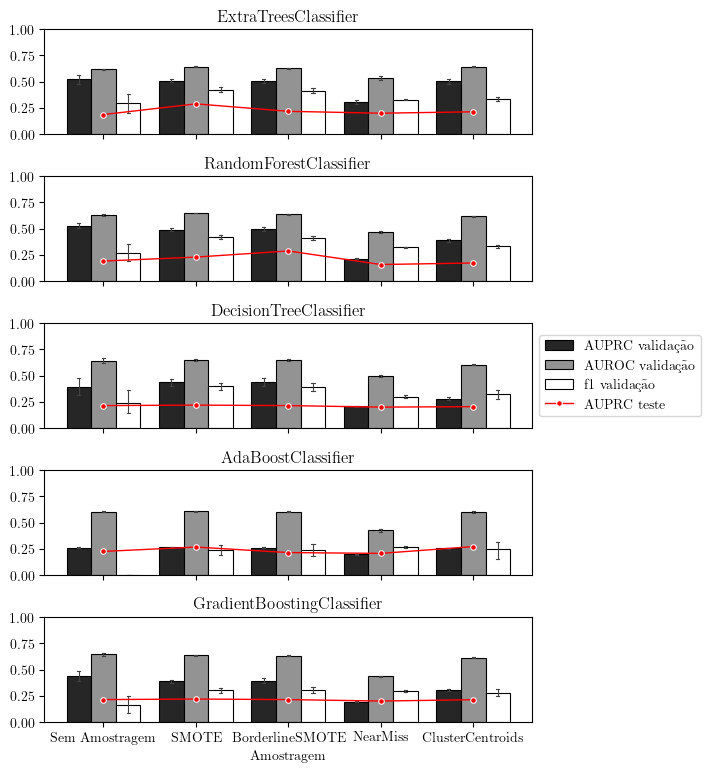 ExtraTreesClassifier
1.00
0.75
0.50
0.25
0.00
RandomForestClassifier
1.00
0.75
0.50
0.25
0.00
DecisionTreeClassifier
1.00
0.75
0.50
0.25
0.00
AUPRC validação
AUROC validação
f1 validação
AUPRC teste
AdaBoostClassifier
1.00
0.75
0.50
0.25
0.00
GradientBoostingClassifier
1.00
0.75
0.50
0.25
0.00
Sem Amostragem SMOTE BorderlineSMOTE NearMiss ClusterCentroids
Amostragem